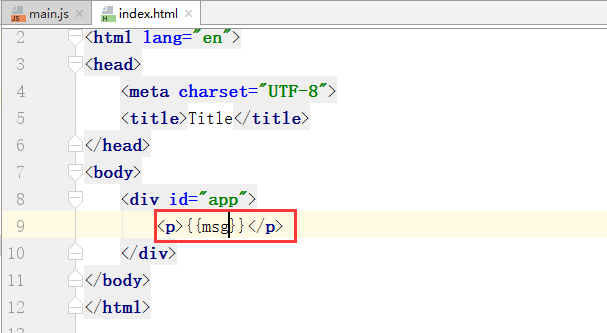 main.js × index.html ×
2 <html lang="en">
3 <head>
4 <meta charset="UTF-8">
5 <title>Title</title>
6 </head>
7 <body>
8 <div id="app">
9 <p>{{msg}}</p>
10 </div>
11 </body>
12 </html>